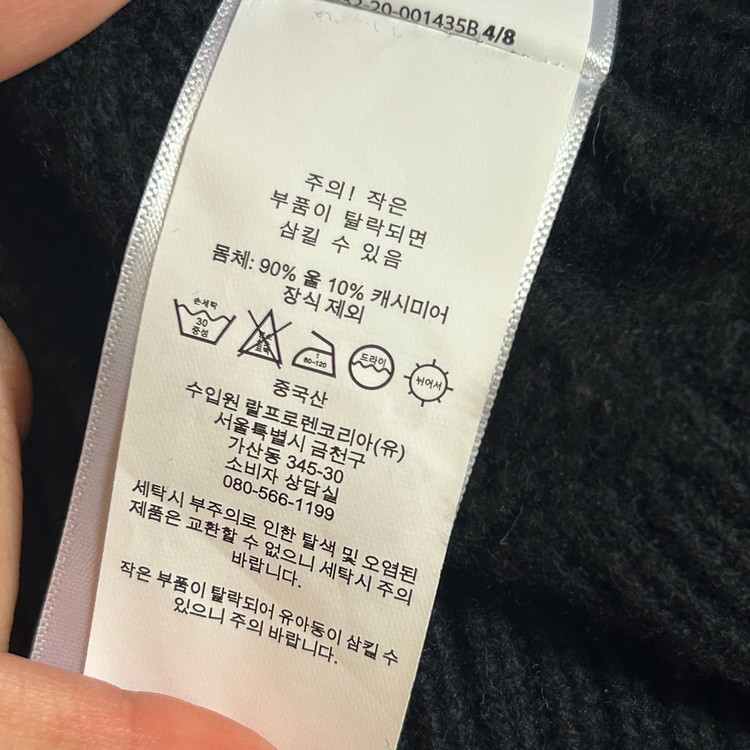 -20-001435B 4/8
주의! 작은
부품이 탈락되면
삼킬 수 있음
몸체: 90% 울 10% 캐시미어
장식 제외
손세탁
30
중성
1
80~120
드라이
뉘어서
중국산
수입원 랄프로렌코리아(유)
서울특별시 금천구
가산동 345-30
소비자 상담실
080-566-1199
세탁시 부주의로 인한 탈색 및 오염된
제품은 교환할 수 없으니 세탁시 주의
바랍니다.
작은 부품이 탈락되어 유아동이 삼킬 수
있으니 주의 바랍니다.